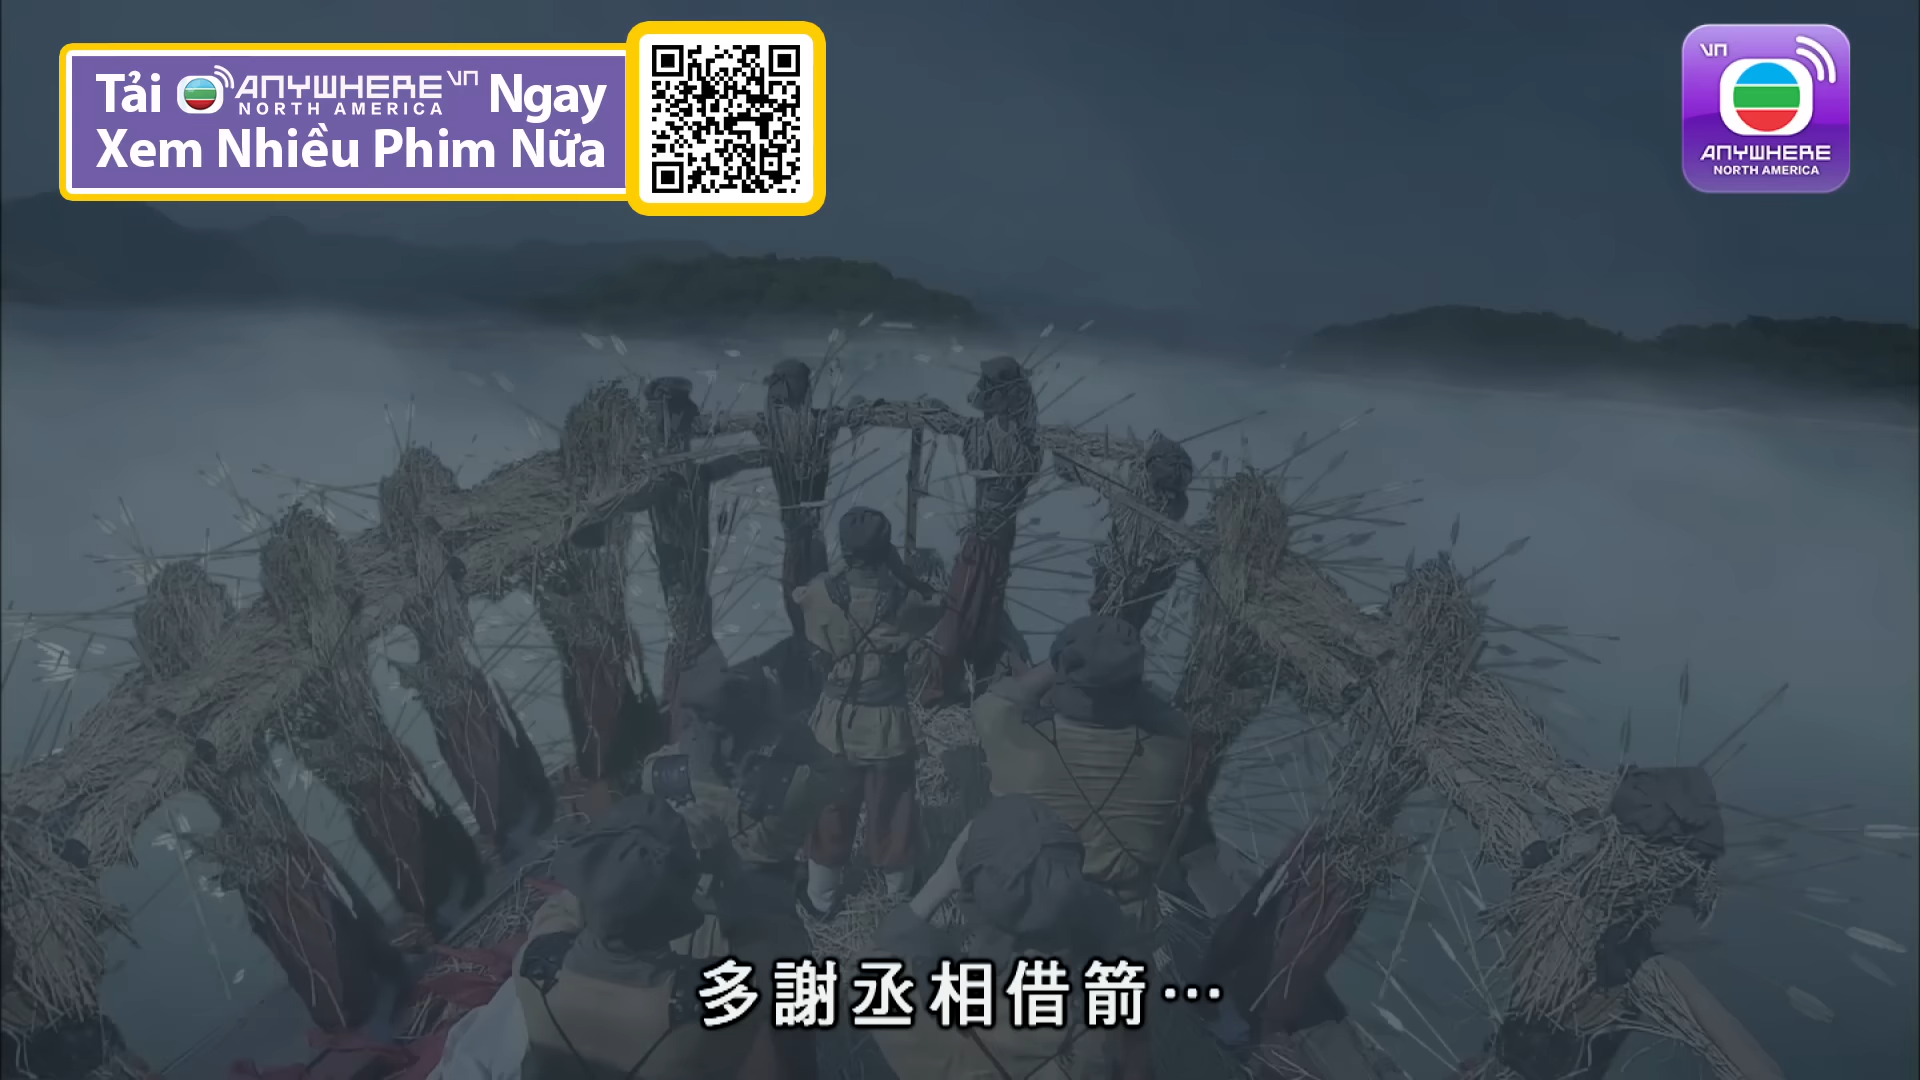 Tải ANYWHERE VN Ngay
NORTH AMERICA
Xem Nhiều Phim Nữa
VN
ANYWHERE
NORTH AMERICA
多謝丞相借箭…